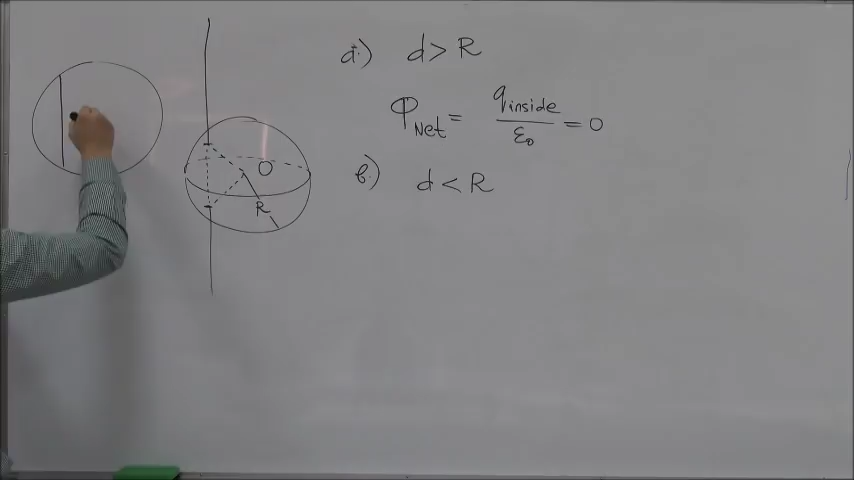 a.) d > R
Φ_Net = q_inside / ε₀ = 0
b.) d < R
O
R